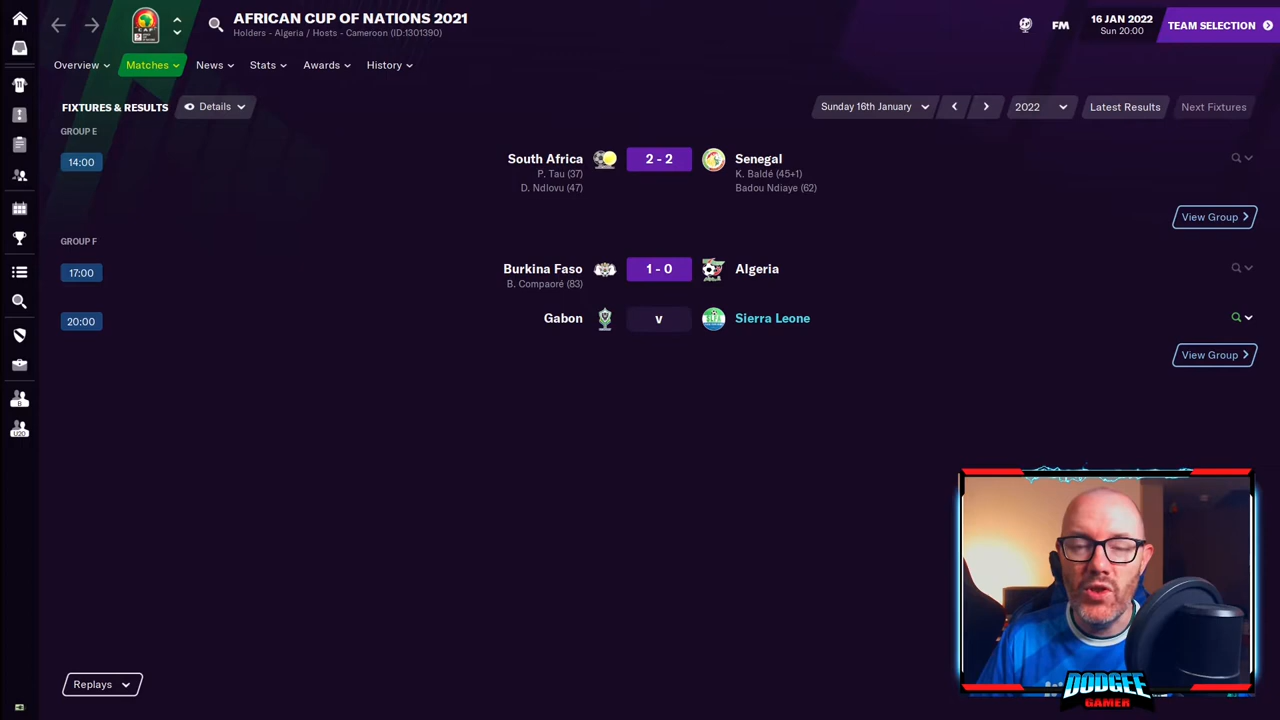 AFRICAN CUP OF NATIONS 2021
Holders - Algeria / Hosts - Cameroon (ID:1301390)
FM
16 JAN 2022
Sun 20:00
TEAM SELECTION
Overview
Matches
News
Stats
Awards
History
FIXTURES & RESULTS
Details
Sunday 16th January
2022
Latest Results
Next Fixtures
GROUP E
14:00
South Africa
2 - 2
Senegal
P. Tau (37)
K. Baldé (45+1)
D. Ndlovu (47)
Badou Ndiaye (62)
View Group
GROUP F
17:00
Burkina Faso
1 - 0
Algeria
B. Compaoré (83)
20:00
Gabon
v
Sierra Leone
View Group
B
U20
Replays
DODGEE
GAMER